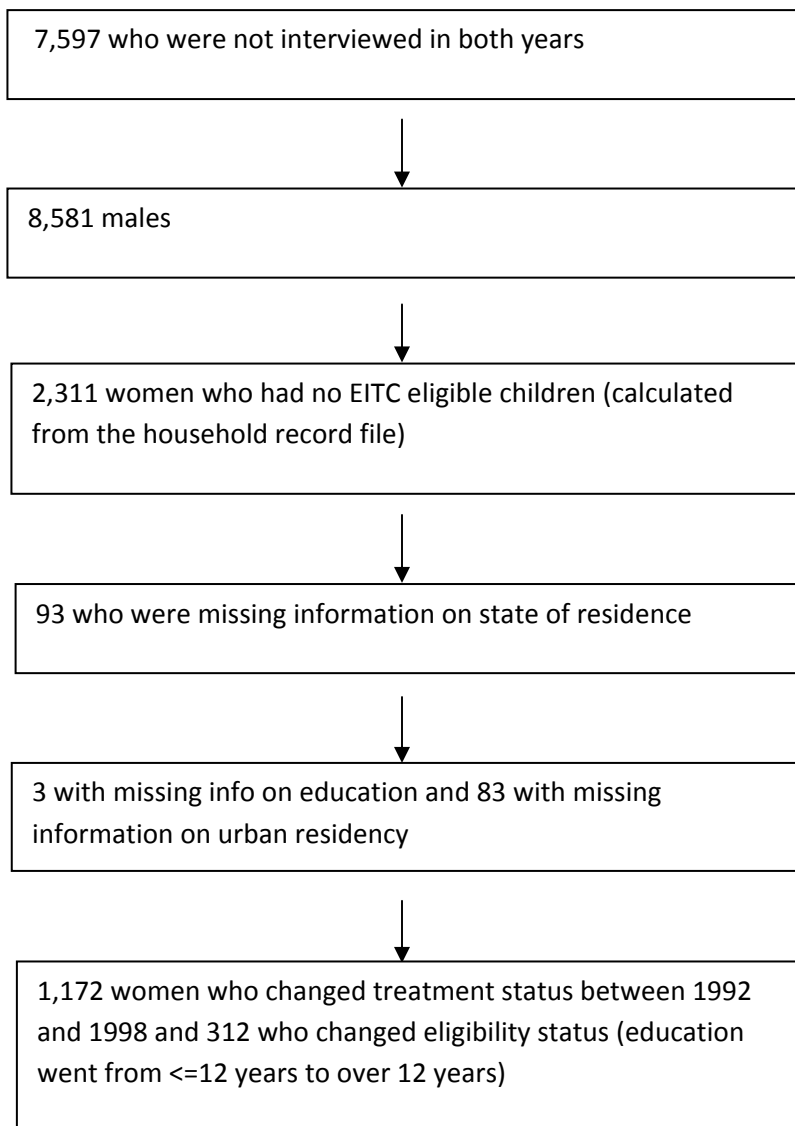 7,597 who were not interviewed in both years
8,581 males
2,311 women who had no EITC eligible children (calculated
from the household record file)
93 who were missing information on state of residence
3 with missing info on education and 83 with missing
information on urban residency
1,172 women who changed treatment status between 1992
and 1998 and 312 who changed eligibility status (education
went from <=12 years to over 12 years)